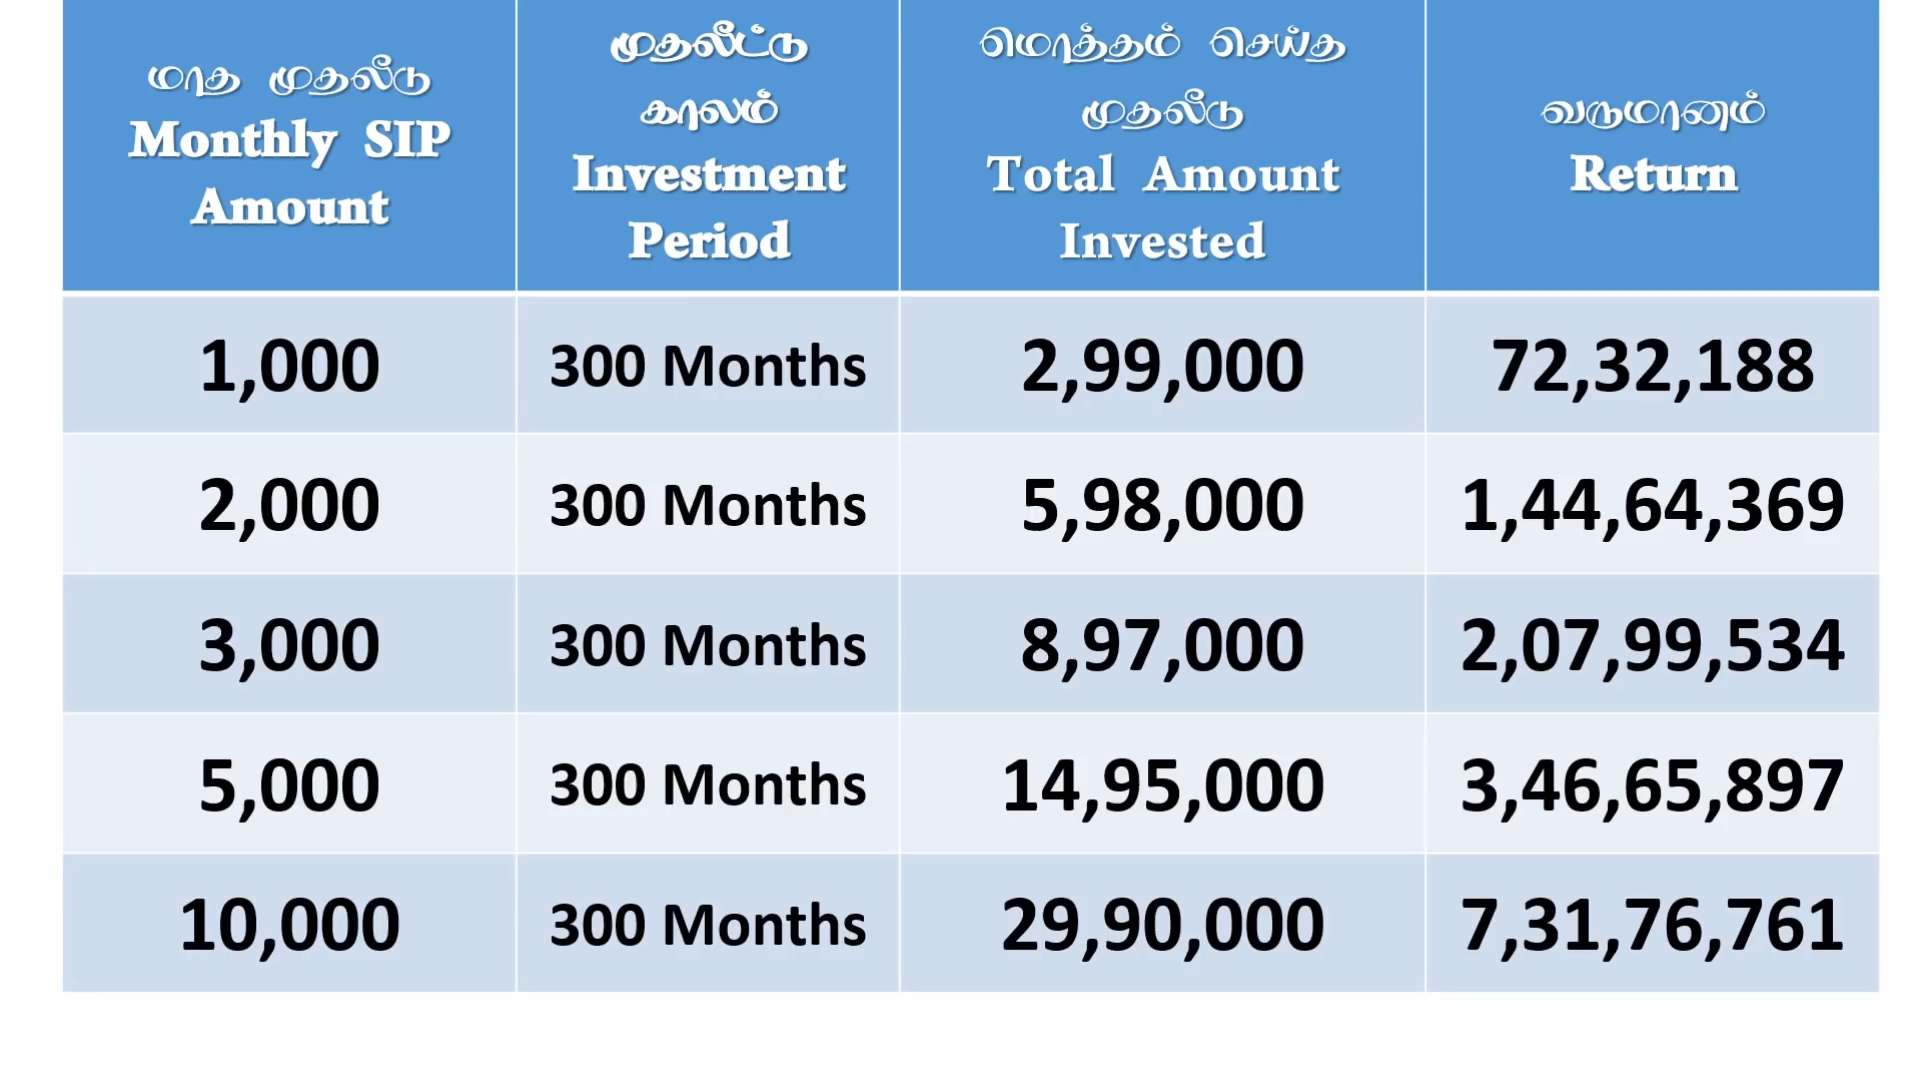 மாத முதலீடு
Monthly SIP
Amount
முதலீட்டு
காலம்
Investment
Period
மொத்தம் செய்த
முதலீடு
Total Amount
Invested
வருமானம்
Return
1,000 300 Months 2,99,000 72,32,188
2,000 300 Months 5,98,000 1,44,64,369
3,000 300 Months 8,97,000 2,07,99,534
5,000 300 Months 14,95,000 3,46,65,897
10,000 300 Months 29,90,000 7,31,76,761